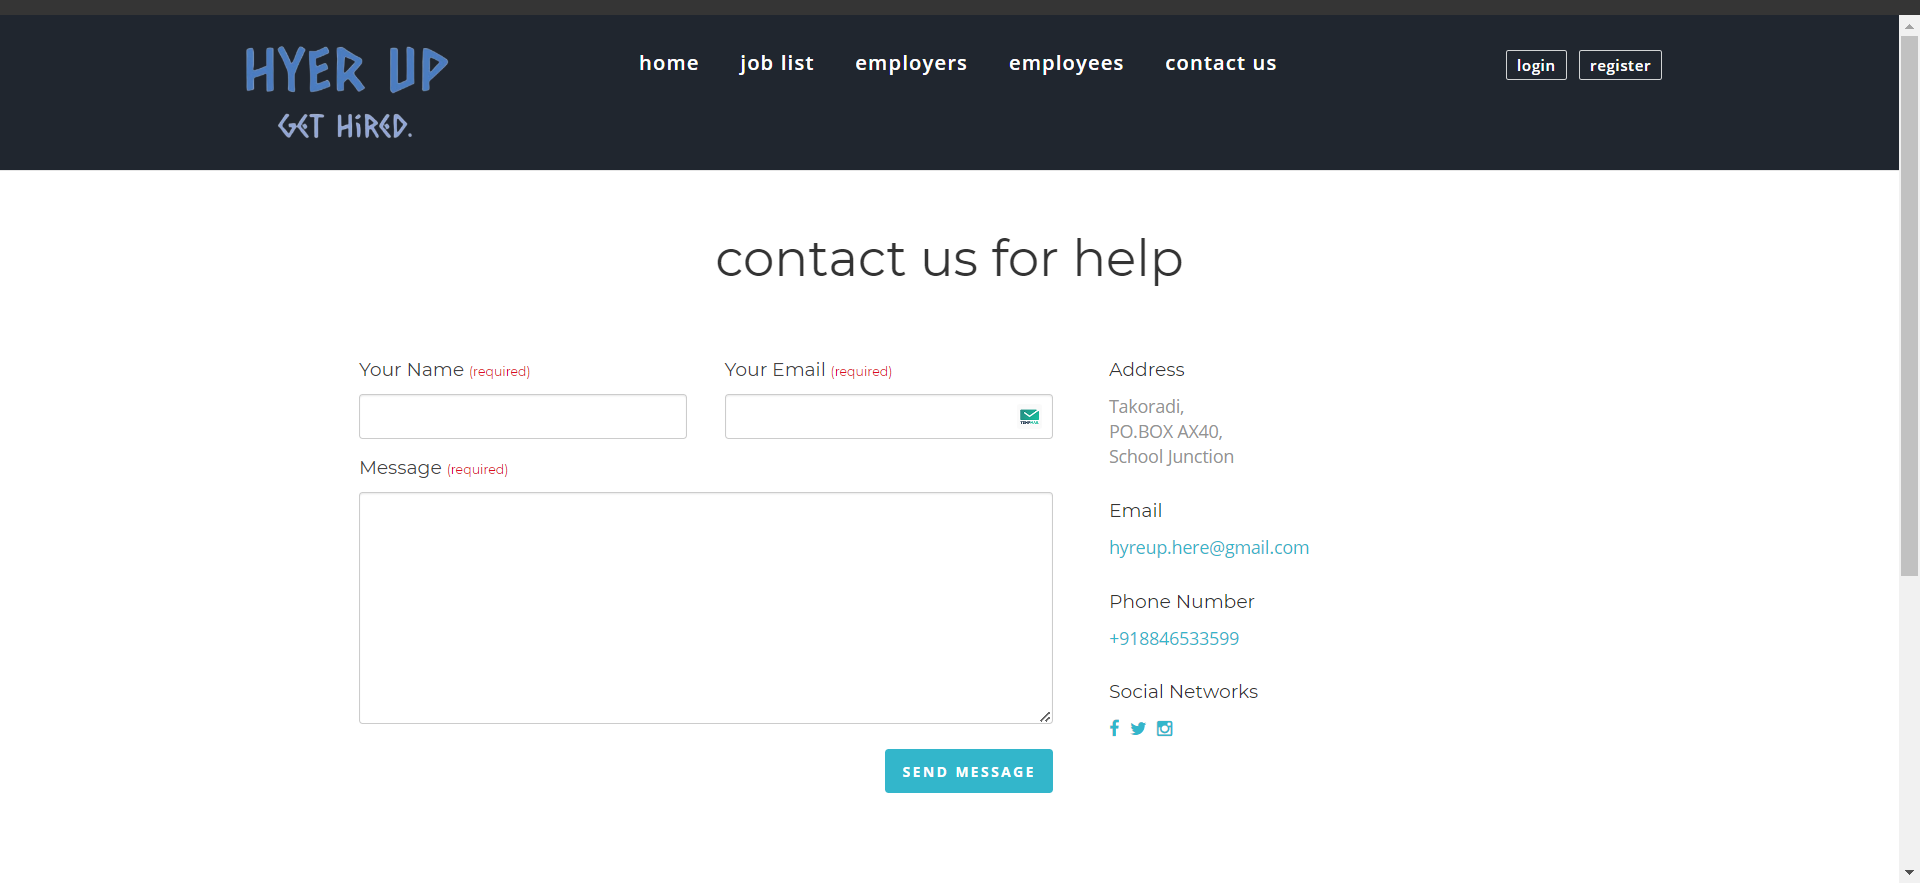 HYER UP
GET HiRED.
home job list employers employees contact us
login register
contact us for help
Your Name (required)
Your Email (required)
Message (required)
SEND MESSAGE
Address
Takoradi,
PO.BOX AX40,
School Junction
Email
hyreup.here@gmail.com
Phone Number
+918846533599
Social Networks